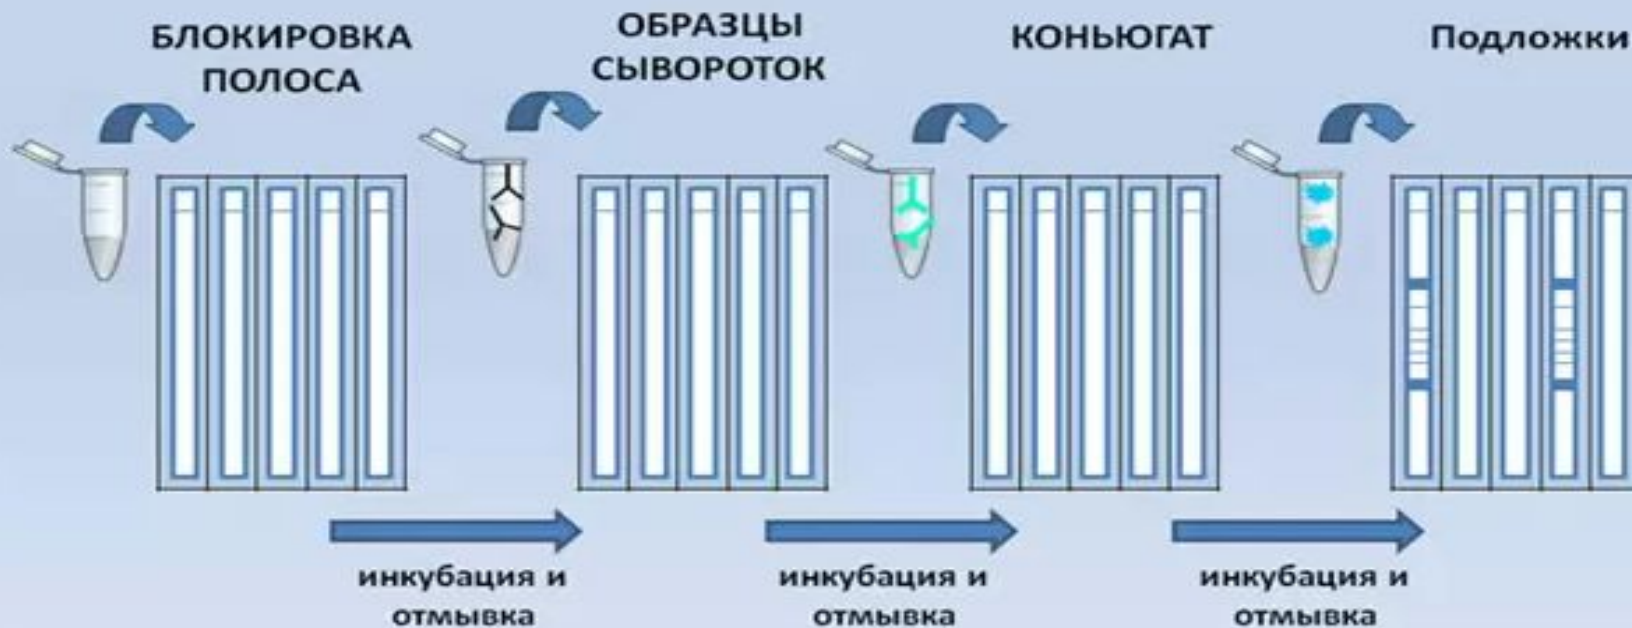 БЛОКИРОВКА
ПОЛОСА
ОБРАЗЦЫ
СЫВОРОТОК
КОНЬЮГАТ
Подложки
инкубация и
отмывка
инкубация и
отмывка
инкубация и
отмывка